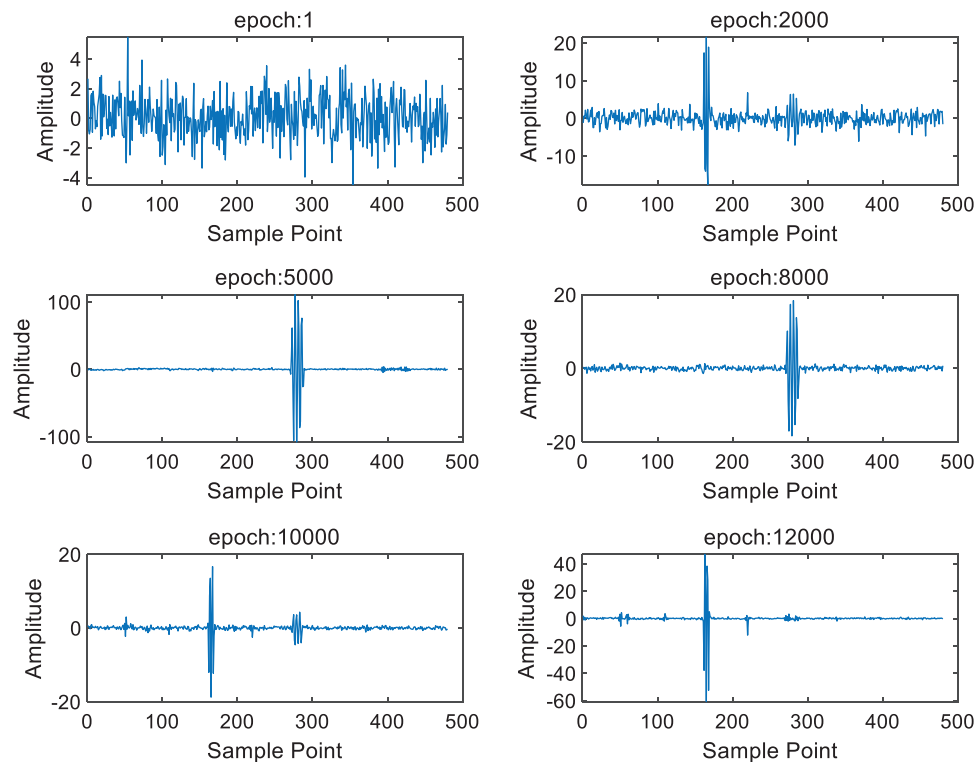 epoch:1
Amplitude
4
2
0
-2
-4
0 100 200 300 400 500
Sample Point
epoch:2000
Amplitude
20
10
0
-10
0 100 200 300 400 500
Sample Point
epoch:5000
Amplitude
100
0
-100
0 100 200 300 400 500
Sample Point
epoch:8000
Amplitude
20
0
-20
0 100 200 300 400 500
Sample Point
epoch:10000
Amplitude
20
0
-20
0 100 200 300 400 500
Sample Point
epoch:12000
Amplitude
40
20
0
-20
-40
-60
0 100 200 300 400 500
Sample Point